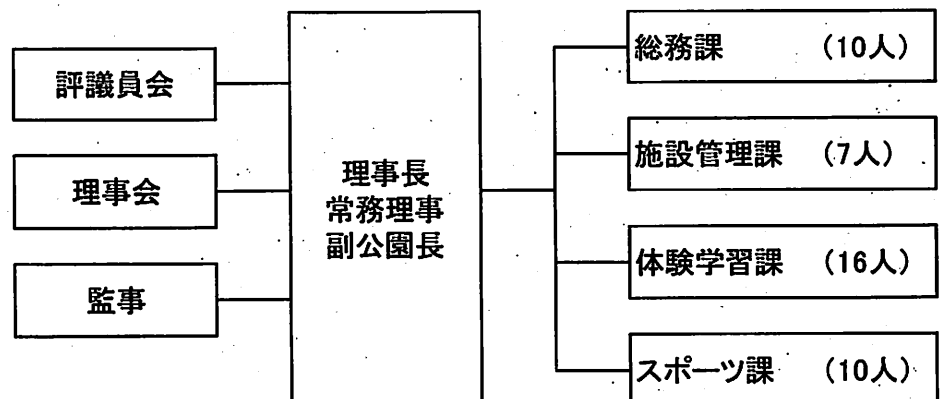 評議員会
理事会
監事
理事長
常務理事
副公園長
総務課 （10人）
施設管理課 （7人）
体験学習課 （16人）
スポーツ課 （10人）